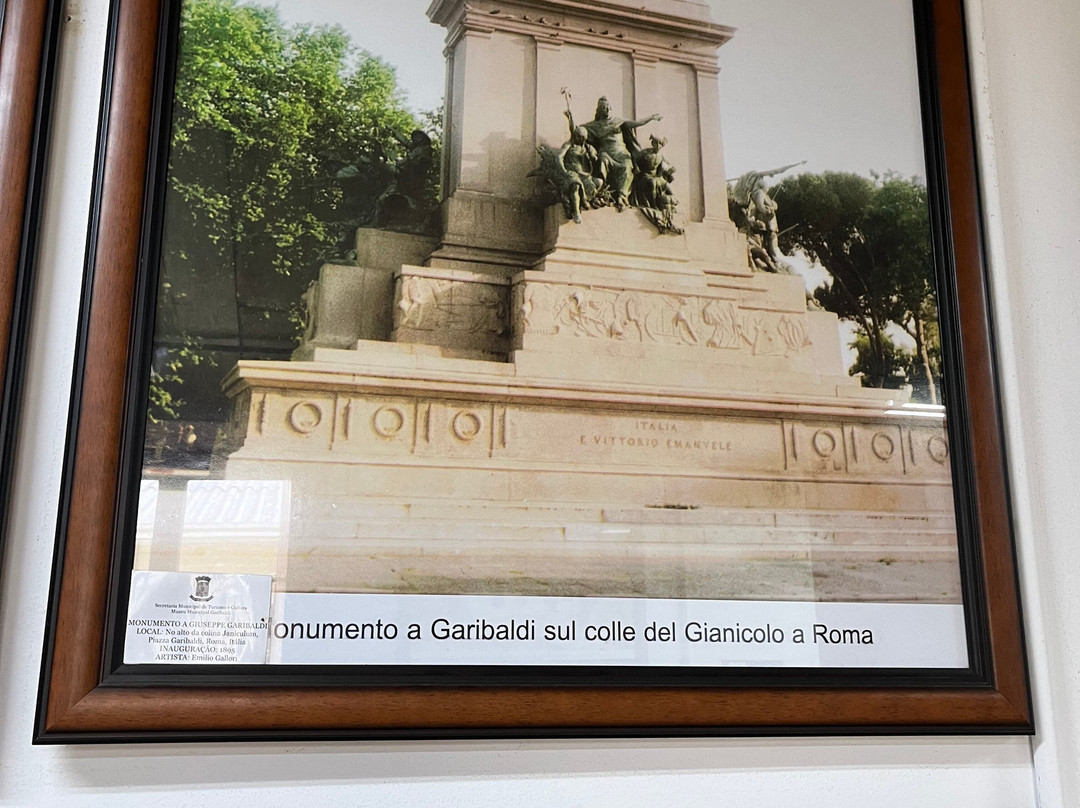 ITALIA
E VITTORIO EMANVELE
Secretaria Municipal de Turismo e Cultura
Museu Municipal Garibaldi
MONUMENTO A GIUSEPPE GARIBALDI
LOCAL: No alto da colina Janiculum,
Piazza Garibaldi, Roma, Itália
INAUGURAÇÃO: 1895
ARTISTA: Emilio Gallori
onumento a Garibaldi sul colle del Gianicolo a Roma